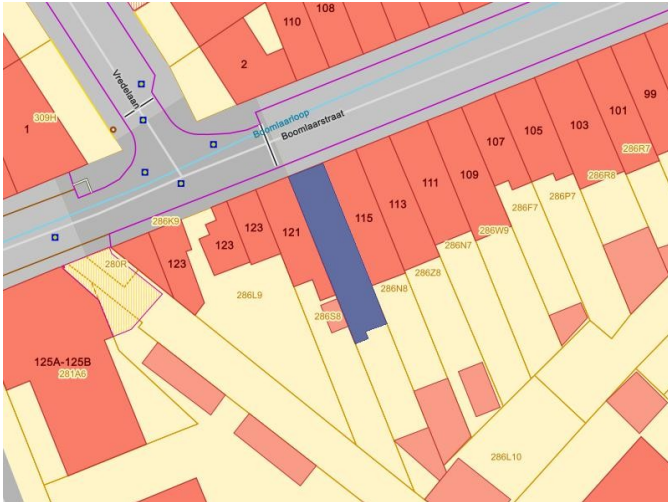 108
110
2
Vredelaan
309H
1
Boomlaarloop
Boomlaarstraat
99
101
103
105
107
109
111
113
115
121
123
123
123
286R7
286R8
286P7
286F7
286W9
286N7
286Z8
286N8
286S8
286L9
286K9
280R
125A-125B
281A6
286L10